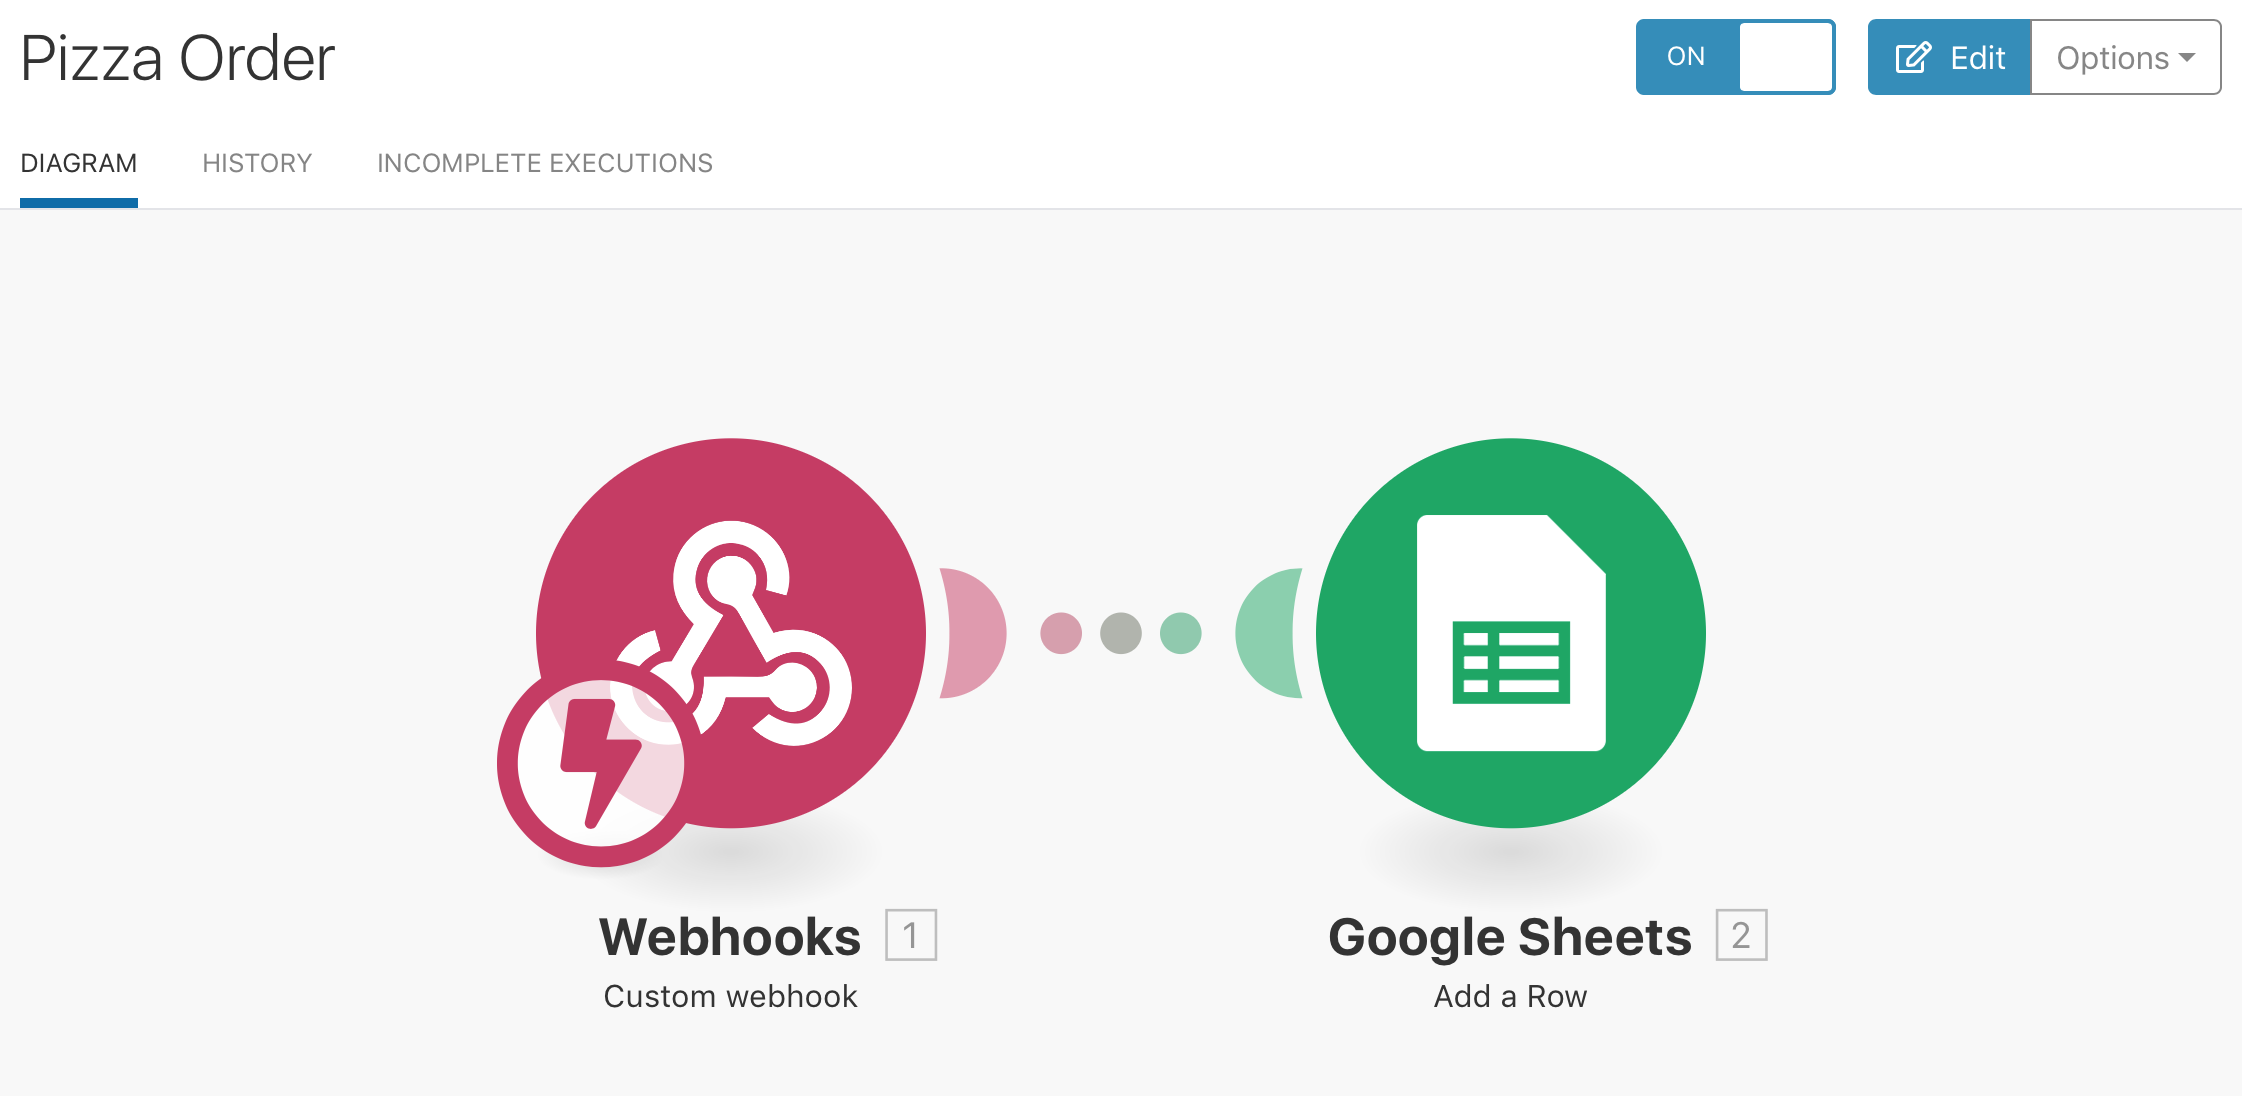 Pizza Order
ON
Edit
Options
DIAGRAM
HISTORY
INCOMPLETE EXECUTIONS
Webhooks 1
Custom webhook
Google Sheets 2
Add a Row